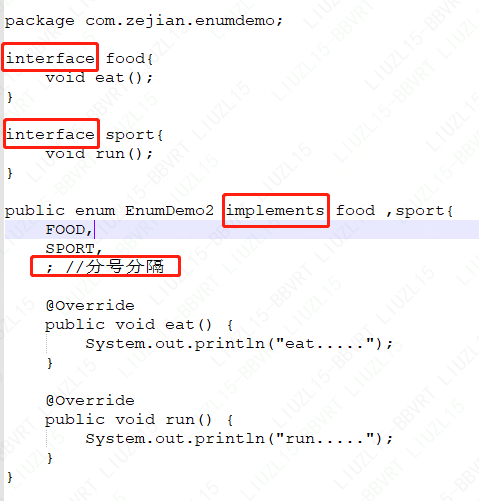 package com.zejian.enumdemo;
interface food{
void eat();
}
interface sport{
void run();
}
public enum EnumDemo2 implements food ,sport{
FOOD,
SPORT,
; //分号分隔
@Override
public void eat() {
System.out.println("eat.....");
}
@Override
public void run() {
System.out.println("run.....");
}
}